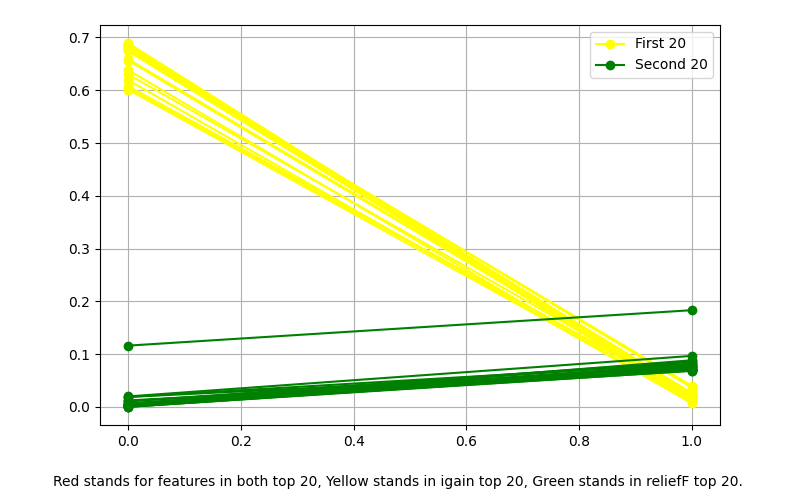 0.7
First 20
Second 20
0.6
0.5
0.4
0.3
0.2
0.1
0.0
0.0 0.2 0.4 0.6 0.8 1.0
Red stands for features in both top 20, Yellow stands in igain top 20, Green stands in reliefF top 20.